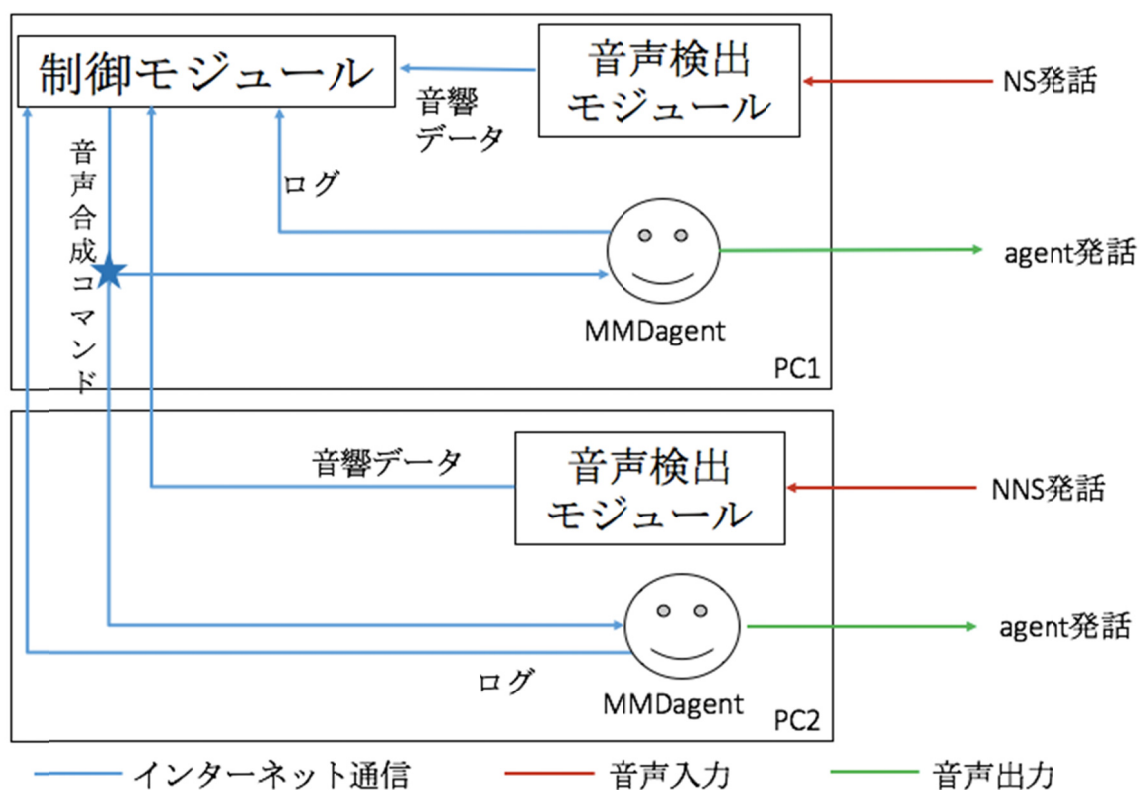 制御モジュール
音声検出
モジュール
NS発話
音響
データ
音声合成コマンド
ログ
agent発話
MMDagent
PC1
音響データ
音声検出
モジュール
NNS発話
agent発話
ログ
MMDagent
PC2
インターネット通信
音声入力
音声出力